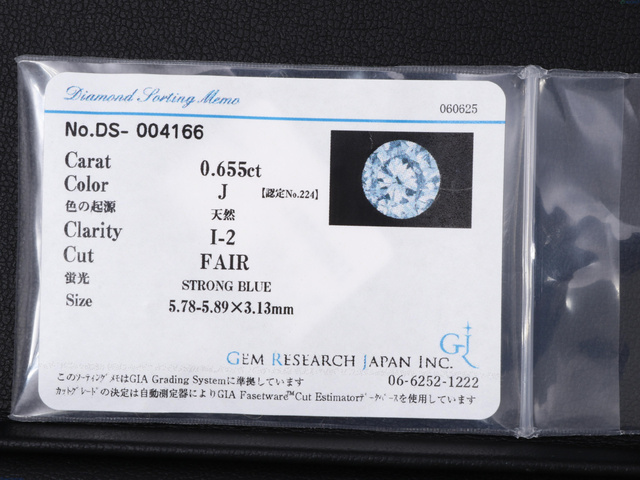 Diamond Sorting Memo
060625
No.DS- 004166
Carat 0.655ct
Color J 【認定No.224】
色の起源 天然
Clarity I-2
Cut FAIR
蛍光 STRONG BLUE
Size 5.78-5.89×3.13mm
GJR
GEM RESEARCH JAPAN INC.
06-6252-1222
このソーティングメモはGIA Grading Systemに準拠しています
カットグレードの決定は自動測定器によりGIA Fasetware™Cut Estimatorデータベースを使用しています